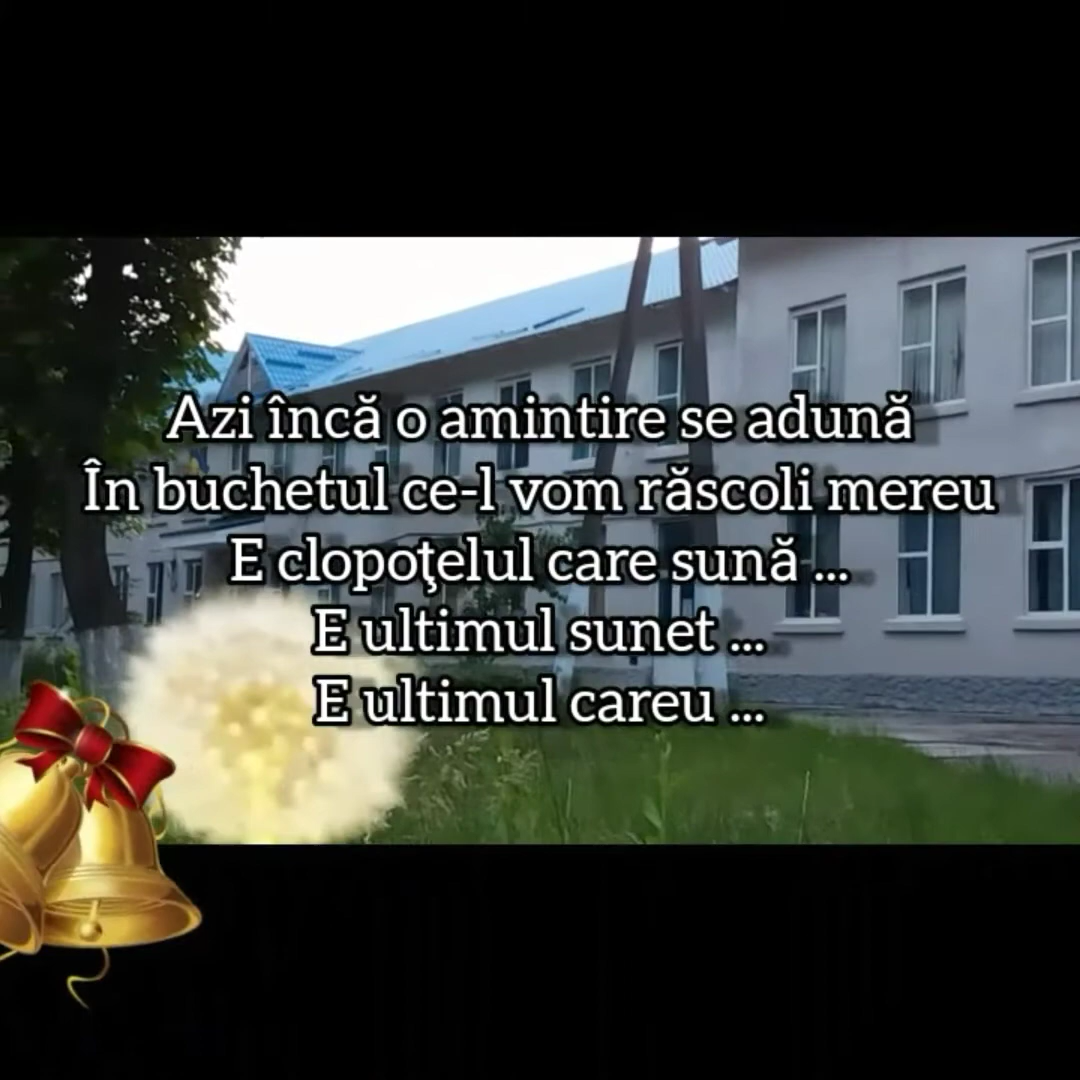 Azi încă o amintire se adună
În buchetul ce-l vom răscoli mereu
E clopoţelul care sună ...
E ultimul sunet ...
E ultimul careu ...